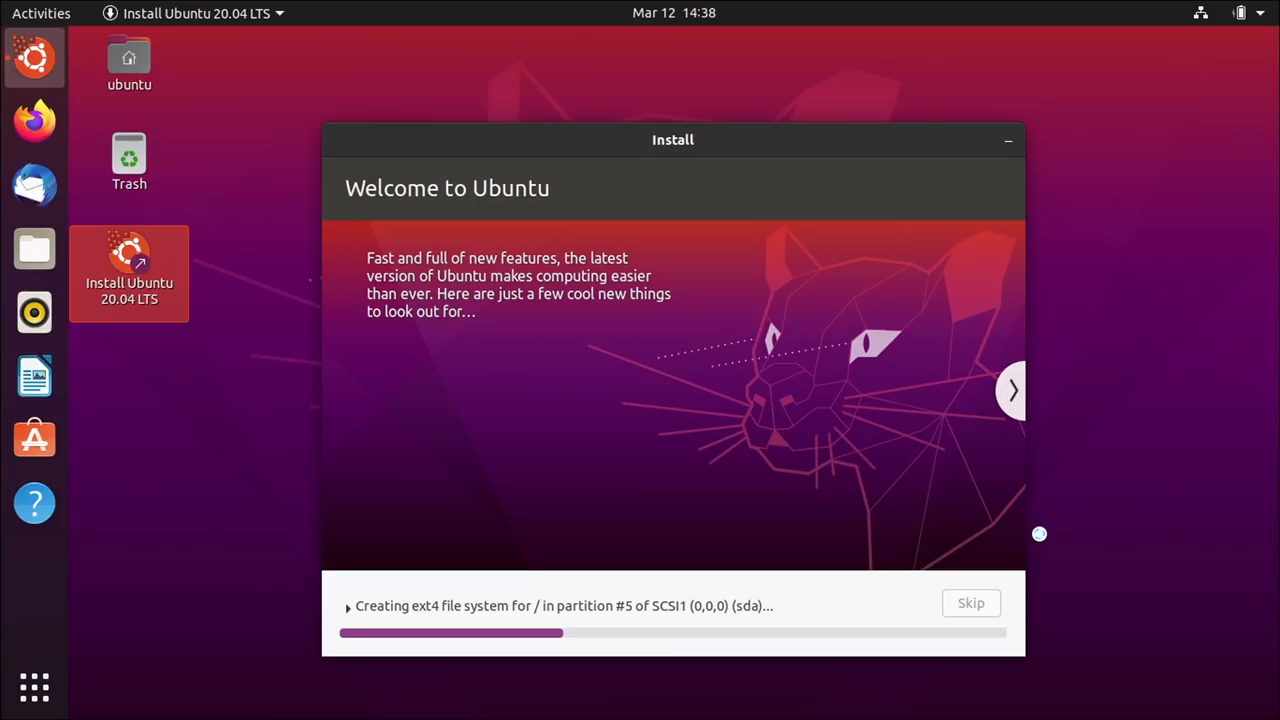 Activities
Install Ubuntu 20.04 LTS
Mar 12 14:38
ubuntu
Trash
Install Ubuntu
20.04 LTS
Install
Welcome to Ubuntu
Fast and full of new features, the latest
version of Ubuntu makes computing easier
than ever. Here are just a few cool new things
to look out for…
Creating ext4 file system for / in partition #5 of SCSI1 (0,0,0) (sda)...
Skip